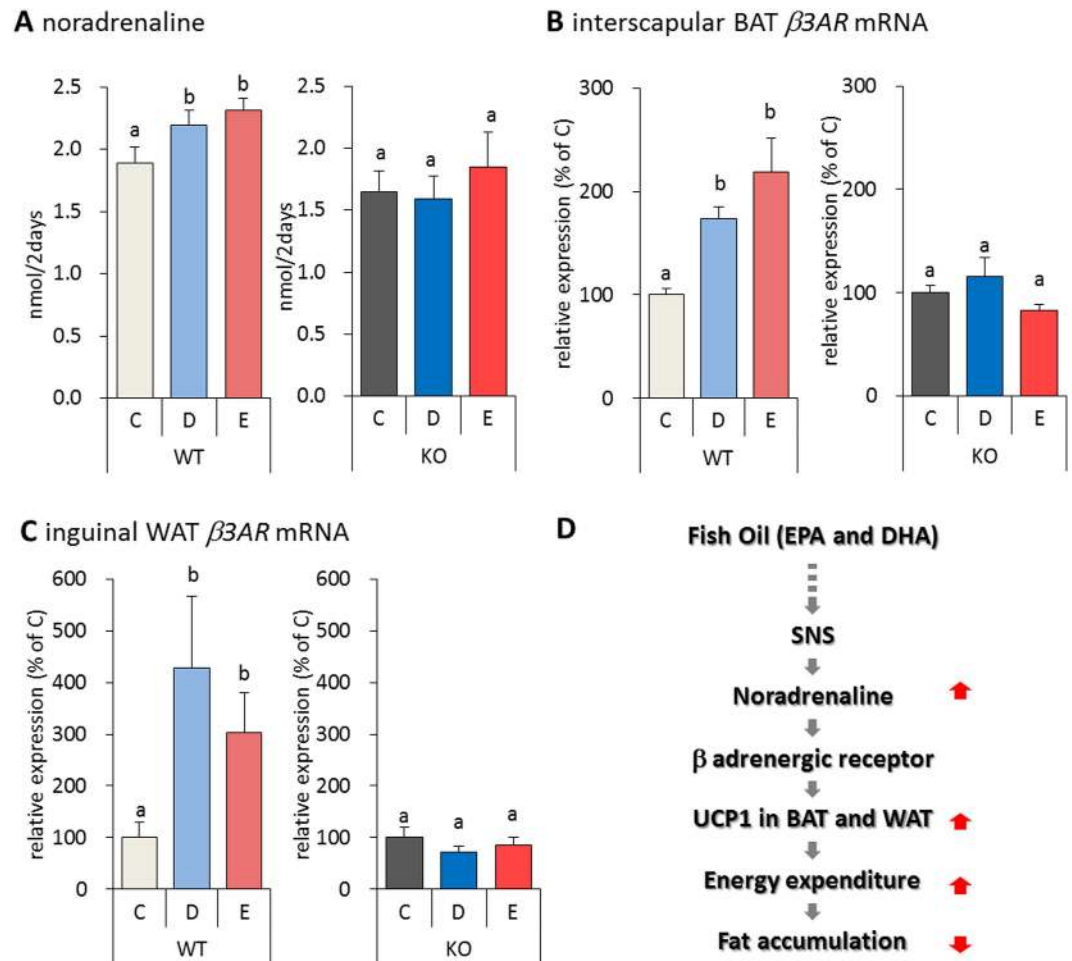 A noradrenaline
nmol/2days
2.5
2.0
1.5
1.0
0.5
0.0
a
b
b
C D E
WT
nmol/2days
2.5
2.0
1.5
1.0
0.5
0.0
a
a
a
C D E
KO
B interscapular BAT β3AR mRNA
relative expression (% of C)
300
200
100
0
a
b
b
C D E
WT
relative expression (% of C)
300
200
100
0
a
a
a
C D E
KO
C inguinal WAT β3AR mRNA
relative expression (% of C)
600
500
400
300
200
100
0
a
b
b
C D E
WT
relative expression (% of C)
600
500
400
300
200
100
0
a
a
a
C D E
KO
D
Fish Oil (EPA and DHA)
SNS
Noradrenaline
β adrenergic receptor
UCP1 in BAT and WAT
Energy expenditure
Fat accumulation